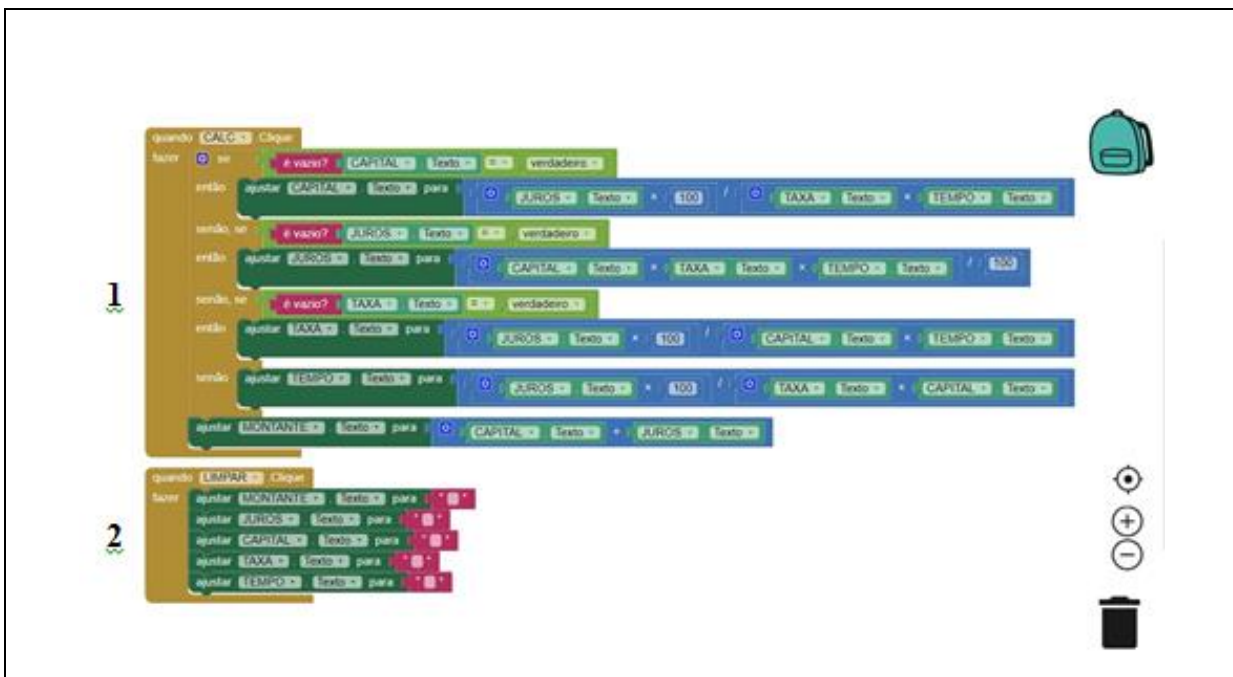 quando CALC Clique
fazer se é vazio? CAPITAL Texto = verdadeiro
então ajustar CAPITAL Texto para JUROS Texto × 100 / TAXA Texto × TEMPO Texto
senão, se é vazio? JUROS Texto = verdadeiro
então ajustar JUROS Texto para CAPITAL Texto × TAXA Texto × TEMPO Texto / 100
1
senão, se é vazio? TAXA Texto = verdadeiro
então ajustar TAXA Texto para JUROS Texto × 100 / CAPITAL Texto × TEMPO Texto
senão ajustar TEMPO Texto para JUROS Texto × 100 / TAXA Texto × CAPITAL Texto
ajustar MONTANTE Texto para CAPITAL Texto + JUROS Texto
quando LIMPAR Clique
fazer ajustar MONTANTE Texto para " "
ajustar JUROS Texto para " "
2
ajustar CAPITAL Texto para " "
ajustar TAXA Texto para " "
ajustar TEMPO Texto para " "